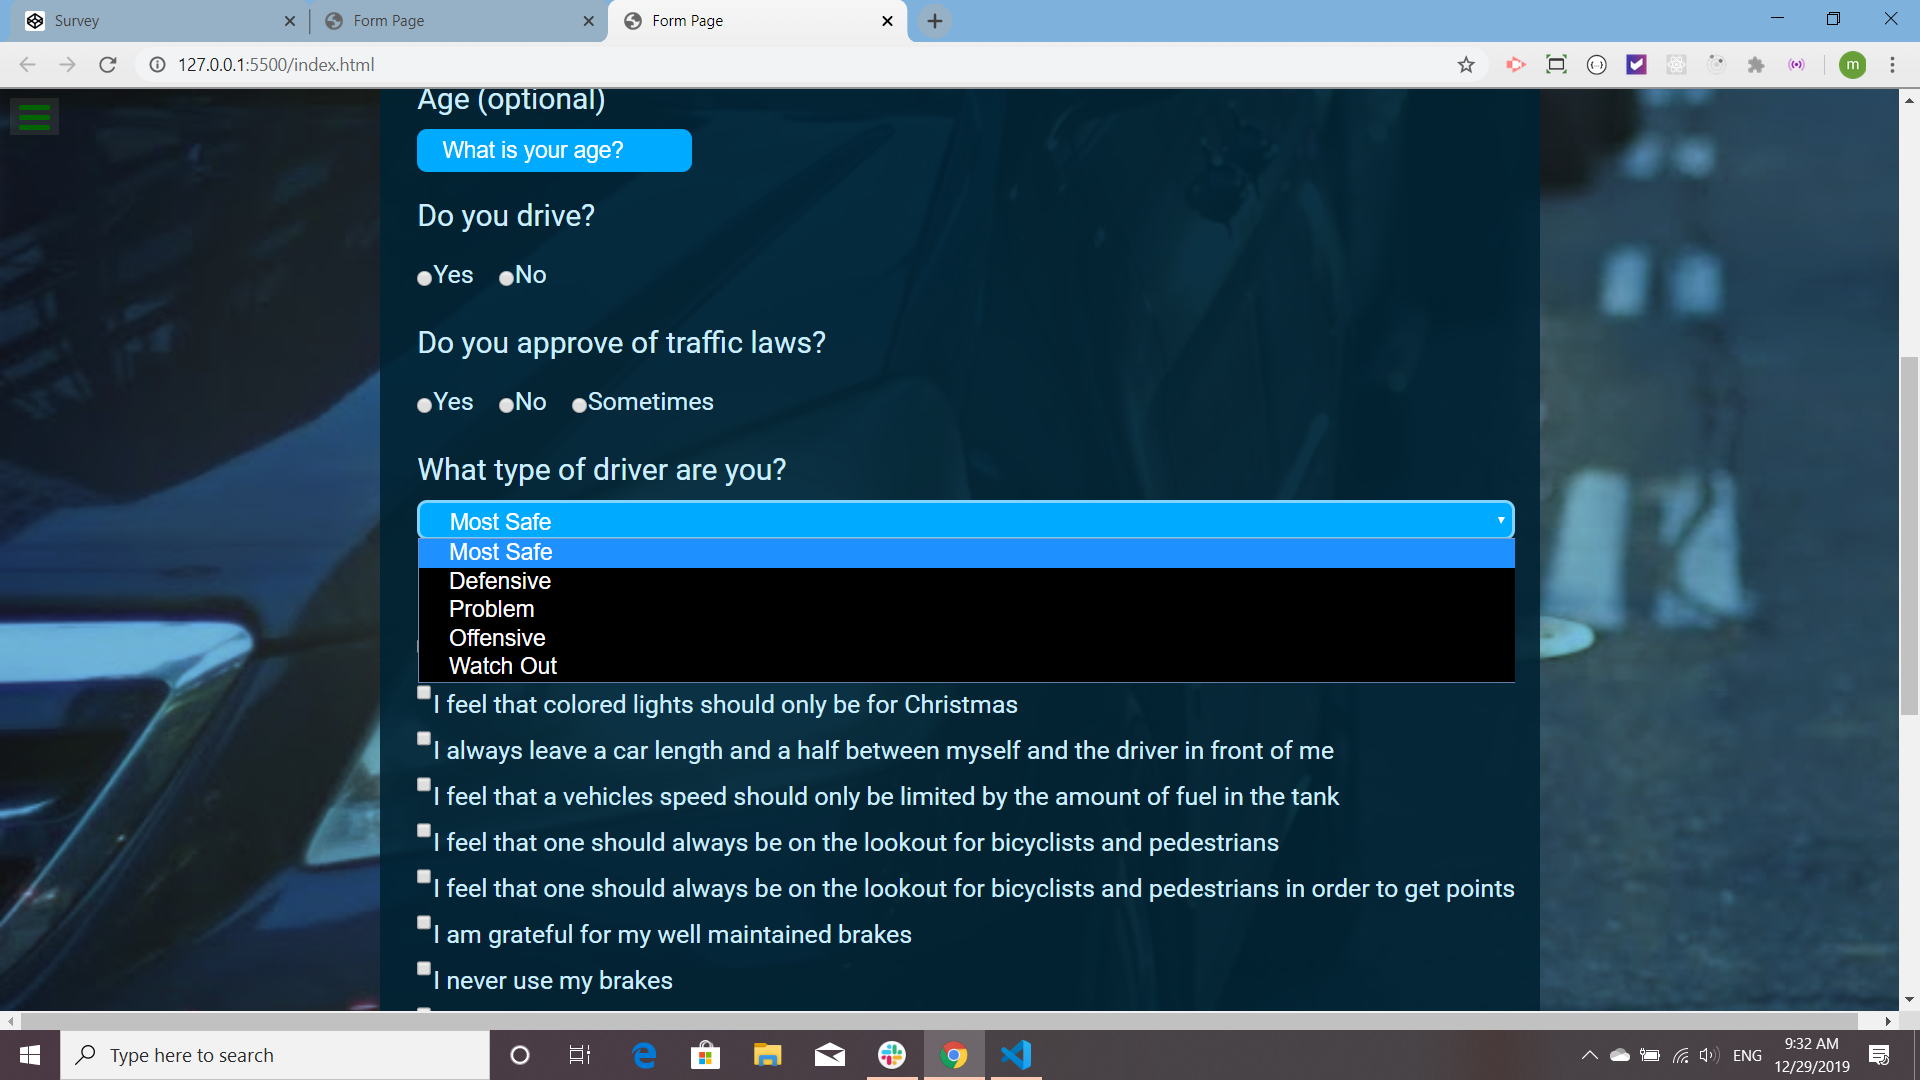 Survey
Form Page
Form Page
127.0.0.1:5500/index.html
m
Age (optional)
What is your age?
Do you drive?
Yes No
Do you approve of traffic laws?
Yes No Sometimes
What type of driver are you?
Most Safe
Most Safe
Defensive
Problem
Offensive
Watch Out
I feel that colored lights should only be for Christmas
I always leave a car length and a half between myself and the driver in front of me
I feel that a vehicles speed should only be limited by the amount of fuel in the tank
I feel that one should always be on the lookout for bicyclists and pedestrians
I feel that one should always be on the lookout for bicyclists and pedestrians in order to get points
I am grateful for my well maintained brakes
I never use my brakes
Type here to search
ENG
9:32 AM
12/29/2019